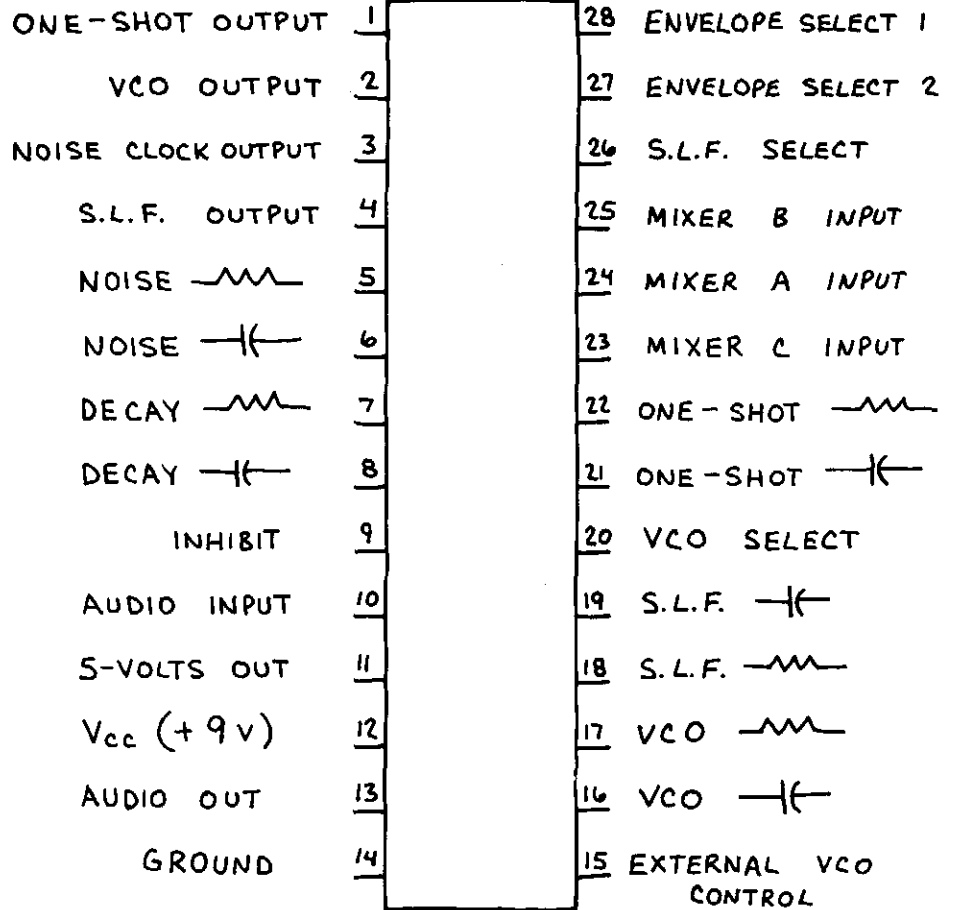 ONE-SHOT OUTPUT 1
28 ENVELOPE SELECT 1
VCO OUTPUT 2
27 ENVELOPE SELECT 2
NOISE CLOCK OUTPUT 3
26 S.L.F. SELECT
S.L.F. OUTPUT 4
25 MIXER B INPUT
NOISE 5
24 MIXER A INPUT
NOISE 6
23 MIXER C INPUT
DECAY 7
22 ONE-SHOT
DECAY 8
21 ONE-SHOT
INHIBIT 9
20 VCO SELECT
AUDIO INPUT 10
19 S.L.F.
5-VOLTS OUT 11
18 S.L.F.
Vcc (+9v) 12
17 VCO
AUDIO OUT 13
16 VCO
GROUND 14
15 EXTERNAL VCO
CONTROL